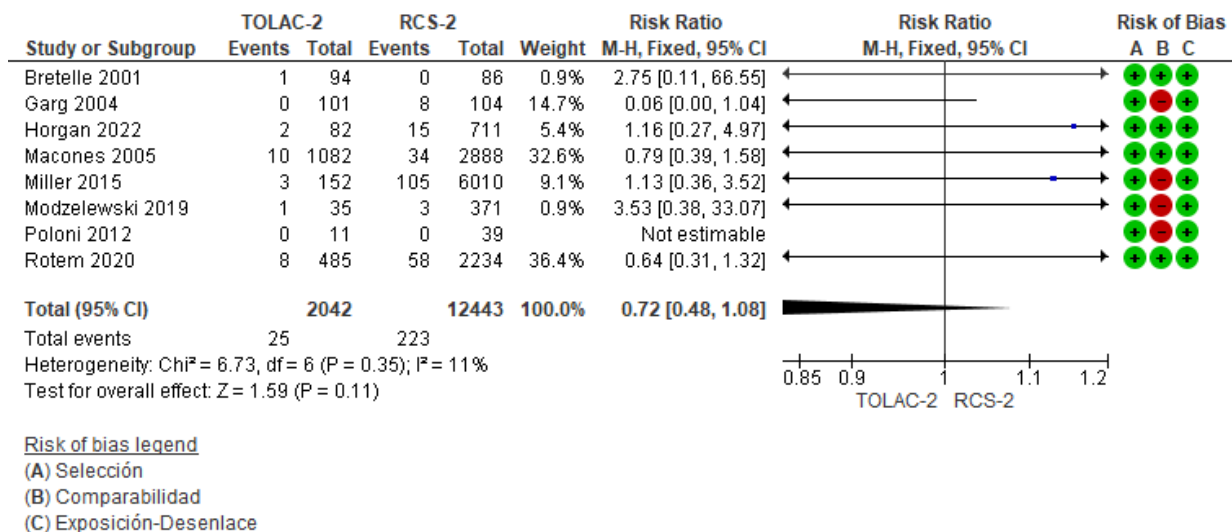 TOLAC-2 RCS-2 Risk Ratio Risk Ratio Risk of Bias
Study or Subgroup Events Total Events Total Weight M-H, Fixed, 95% CI M-H, Fixed, 95% CI A B C
Bretelle 2001 1 94 0 86 0.9% 2.75 [0.11, 66.55] + + +
Garg 2004 0 101 8 104 14.7% 0.06 [0.00, 1.04] + - +
Horgan 2022 2 82 15 711 5.4% 1.16 [0.27, 4.97] + + +
Macones 2005 10 1082 34 2888 32.6% 0.79 [0.39, 1.58] + + +
Miller 2015 3 152 105 6010 9.1% 1.13 [0.36, 3.52] + - +
Modzelewski 2019 1 35 3 371 0.9% 3.53 [0.38, 33.07] + - +
Poloni 2012 0 11 0 39 Not estimable + - +
Rotem 2020 8 485 58 2234 36.4% 0.64 [0.31, 1.32] + + +
Total (95% CI) 2042 12443 100.0% 0.72 [0.48, 1.08]
Total events 25 223
Heterogeneity: Chi² = 6.73, df = 6 (P = 0.35); I² = 11%
Test for overall effect: Z = 1.59 (P = 0.11)
0.85 0.9 1 1.1 1.2
TOLAC-2 RCS-2
Risk of bias legend
(A) Selección
(B) Comparabilidad
(C) Exposición-Desenlace